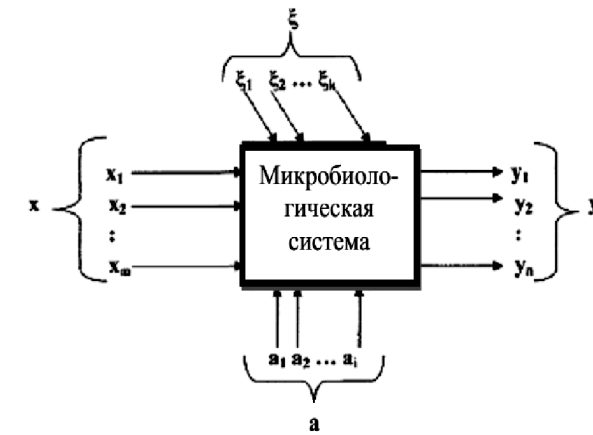 ξ
ξ1 ξ2 ... ξk
x1
x2
:
xm
x
Микробиоло-
гическая
система
y1
y2
:
yn
y
a1 a2 ... ai
a